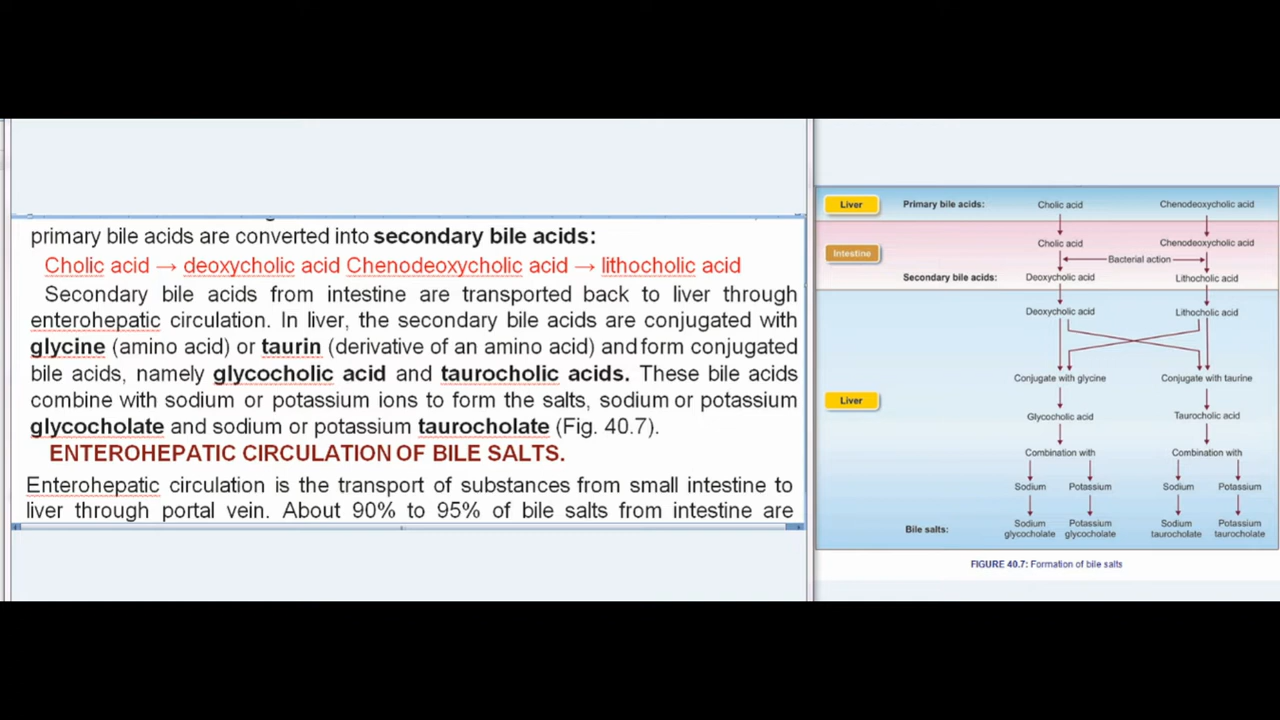 primary bile acids are converted into secondary bile acids:
Cholic acid → deoxycholic acid Chenodeoxycholic acid → lithocholic acid
Secondary bile acids from intestine are transported back to liver through
enterohepatic circulation. In liver, the secondary bile acids are conjugated with
glycine (amino acid) or taurin (derivative of an amino acid) and form conjugated
bile acids, namely glycocholic acid and taurocholic acids. These bile acids
combine with sodium or potassium ions to form the salts, sodium or potassium
glycocholate and sodium or potassium taurocholate (Fig. 40.7).
ENTEROHEPATIC CIRCULATION OF BILE SALTS.
Enterohepatic circulation is the transport of substances from small intestine to
liver through portal vein. About 90% to 95% of bile salts from intestine are
Liver Primary bile acids: Cholic acid Chenodeoxycholic acid
Cholic acid Chenodeoxycholic acid
Intestine Bacterial action
Secondary bile acids: Deoxycholic acid Lithocholic acid
Deoxycholic acid Lithocholic acid
Conjugate with glycine Conjugate with taurine
Liver
Glycocholic acid Taurocholic acid
Combination with Combination with
Sodium Potassium Sodium Potassium
Bile salts: Sodium Potassium Sodium Potassium
glycocholate glycocholate taurocholate taurocholate
FIGURE 40.7: Formation of bile salts